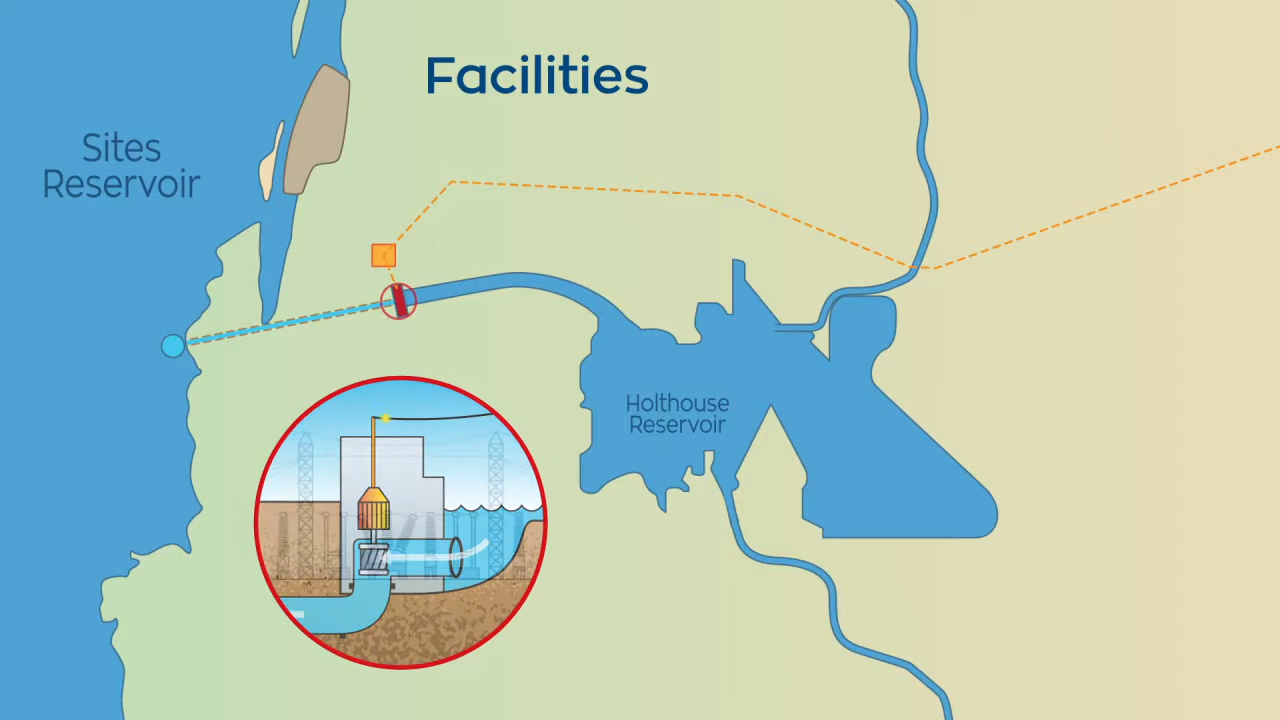 Facilities
Sites
Reservoir
Holthouse
Reservoir